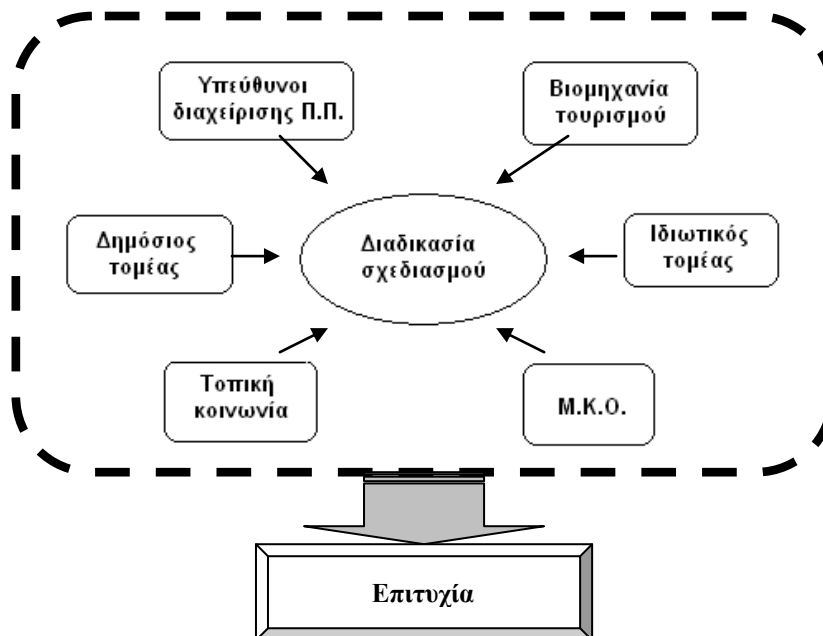 Υπεύθυνοι
διαχείρισης Π.Π.
Βιομηχανία
τουρισμού
Δημόσιος
τομέας
Διαδικασία
σχεδιασμού
Ιδιωτικός
τομέας
Τοπική
κοινωνία
Μ.Κ.Ο.
Επιτυχία